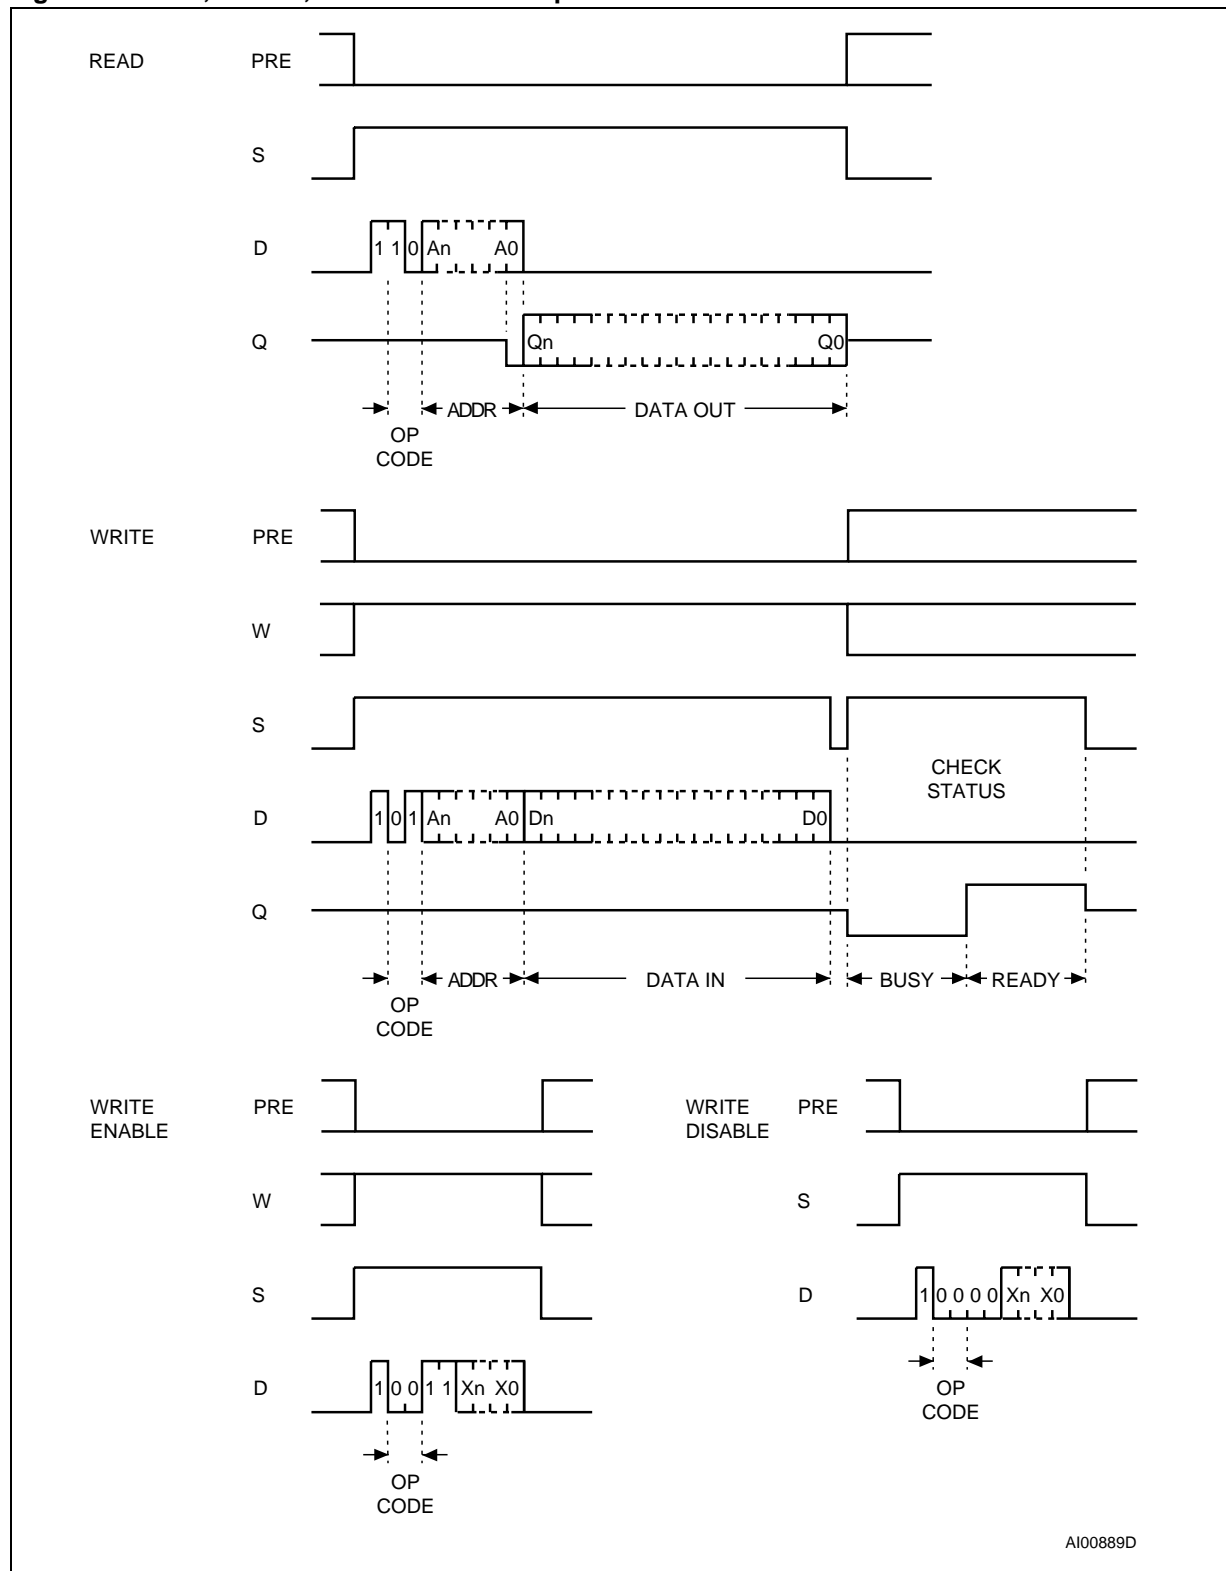 READ PRE
S
D 1 1 0 An A0
Q Qn Q0
ADDR DATA OUT
OP
CODE
WRITE PRE
W
S
CHECK
STATUS
D 1 0 1 An A0 Dn D0
Q
ADDR DATA IN BUSY READY
OP
CODE
WRITE
ENABLE PRE
W
S
D 1 0 0 1 1 Xn X0
OP
CODE
WRITE
DISABLE PRE
S
D 1 0 0 0 0 Xn X0
OP
CODE
AI00889D